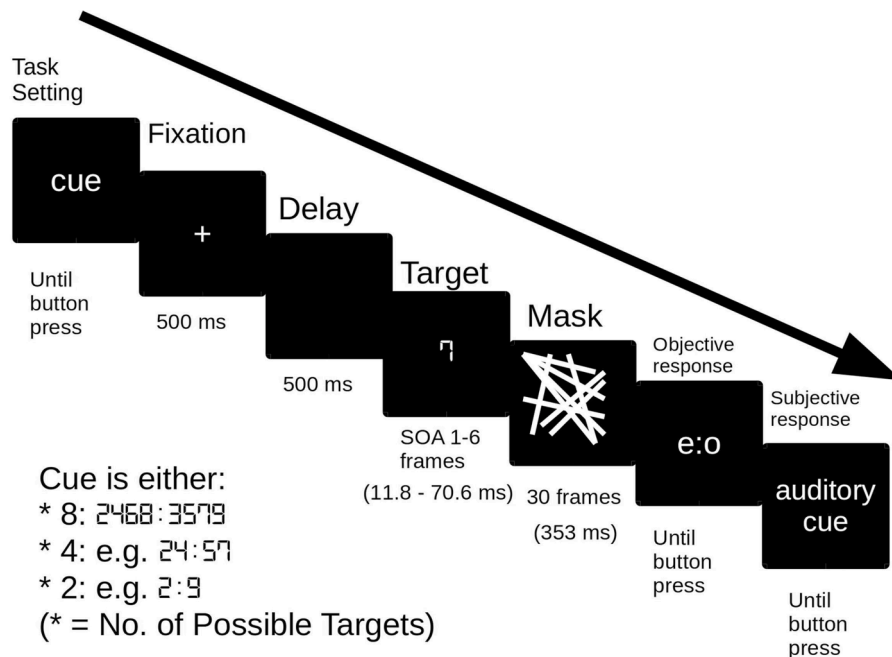 Task
Setting
cue
Until
button
press
Fixation
+
500 ms
Delay
500 ms
Target
7
SOA 1-6
frames
(11.8 - 70.6 ms)
Mask
30 frames
(353 ms)
Objective
response
e:o
Until
button
press
Subjective
response
auditory
cue
Until
button
press
Cue is either:
* 8: 2468:3579
* 4: e.g. 24:57
* 2: e.g. 2:9
(* = No. of Possible Targets)